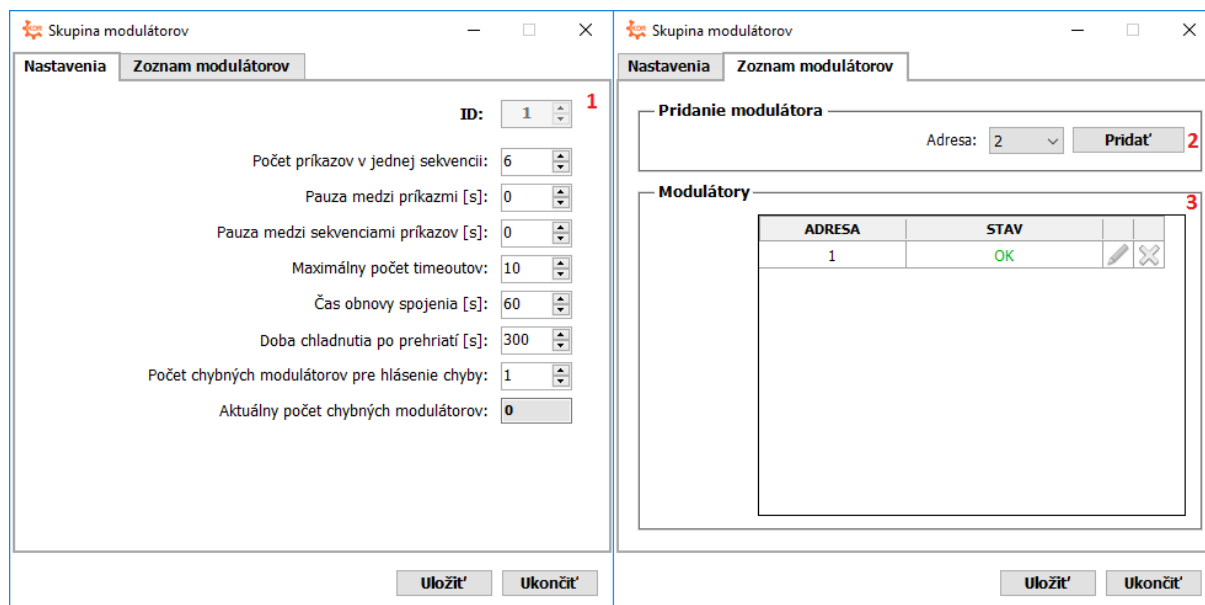 Skupina modulátorov
Nastavenia Zoznam modulátorov
1
ID: 1
Počet príkazov v jednej sekvencii: 6
Pauza medzi príkazmi [s]: 0
Pauza medzi sekvenciami príkazov [s]: 0
Maximálny počet timeoutov: 10
Čas obnovy spojenia [s]: 60
Doba chladnutia po prehriatí [s]: 300
Počet chybných modulátorov pre hlásenie chyby: 1
Aktuálny počet chybných modulátorov: 0
Uložiť Ukončiť
Skupina modulátorov
Nastavenia Zoznam modulátorov
Pridanie modulátora
Adresa: 2 Pridať 2
Modulátory
3
ADRESA STAV
1 OK
Uložiť Ukončiť